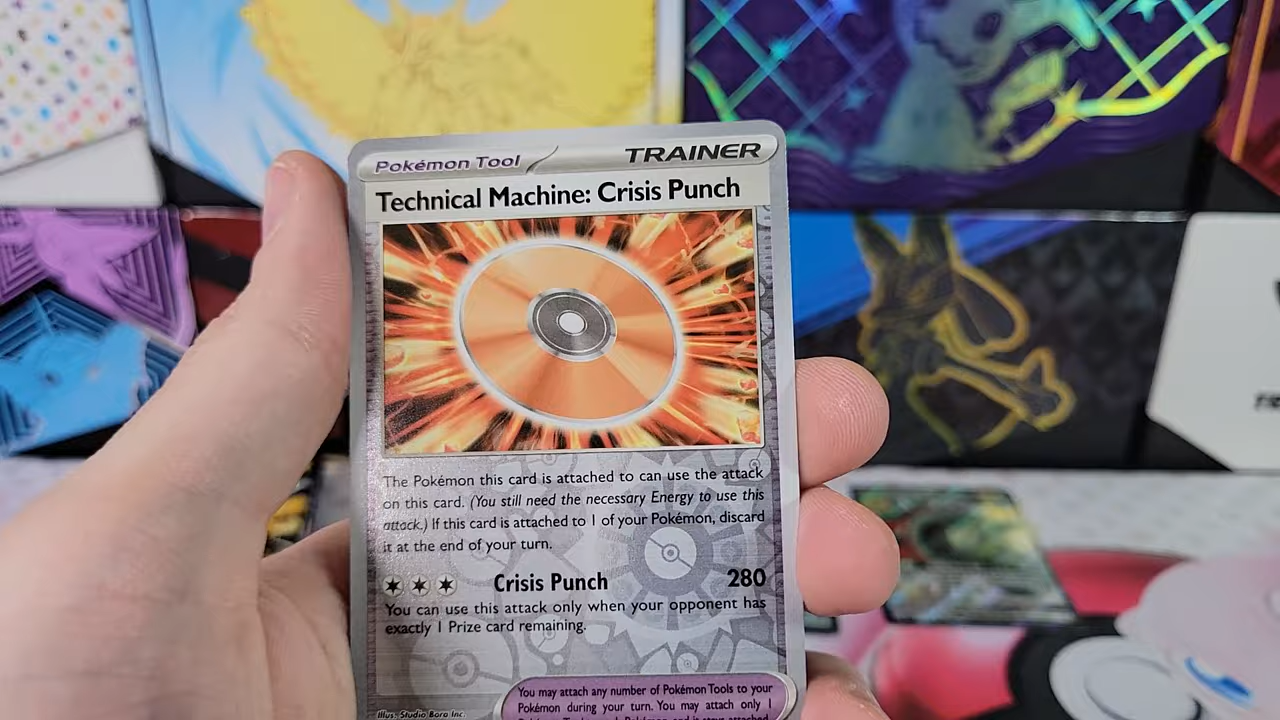 Pokémon Tool
TRAINER
Technical Machine: Crisis Punch
The Pokémon this card is attached to can use the attack
on this card. (You still need the necessary Energy to use this
attack.) If this card is attached to 1 of your Pokémon, discard
it at the end of your turn.
Crisis Punch 280
You can use this attack only when your opponent has
exactly 1 Prize card remaining.
You may attach any number of Pokémon Tools to your
Pokémon during your turn. You may attach only 1
Illus. Studio Bora Inc.